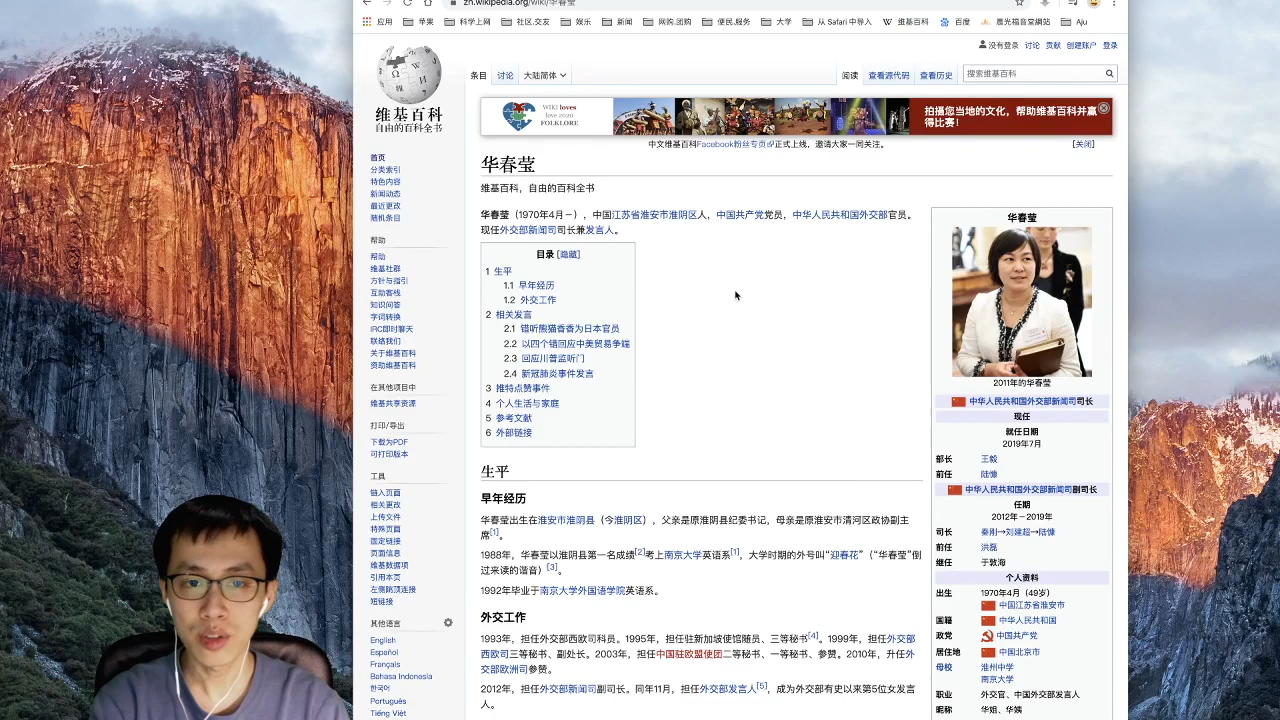 zh.wikipedia.org/wiki/华春莹
应用 苹果 科学上网 社区.交友 娱乐 新闻 网购.团购 便民.服务 大学 从 Safari 中导入 维基百科 百度 晨光福音堂網站 Aju
没有登录 讨论 贡献 创建账户 登录
条目 讨论 大陆简体 阅读 查看源代码 查看历史 搜索维基百科
维基百科
自由的百科全书
WIKI loves
love 2020
FOLKLORE
拍摄您当地的文化，帮助维基百科并赢
得比赛！
中文维基百科Facebook粉丝专页正式上线，邀请大家一同关注。
[关闭]
首页
分类索引
特色内容
新闻动态
最近更改
随机条目
帮助
帮助
维基社群
方针与指引
互助客栈
知识问答
字词转换
IRC即时聊天
联络我们
关于维基百科
资助维基百科
在其他项目中
维基共享资源
打印/导出
下载为PDF
可打印版本
工具
链入页面
相关更改
上传文件
特殊页面
固定链接
页面信息
维基数据项
引用本页
左侧跳顶连接
短链接
其他语言
English
Español
Français
Bahasa Indonesia
한국어
Português
Tiếng Việt
华春莹
维基百科，自由的百科全书
华春莹（1970年4月－），中国江苏省淮安市淮阴区人，中国共产党党员，中华人民共和国外交部官员。
现任外交部新闻司司长兼发言人。
目录 [隐藏]
1 生平
1.1 早年经历
1.2 外交工作
2 相关发言
2.1 错听熊猫香香为日本官员
2.2 以四个错回应中美贸易争端
2.3 回应川普监听门
2.4 新冠肺炎事件发言
3 推特点赞事件
4 个人生活与家庭
5 参考文献
6 外部链接
生平
早年经历
华春莹出生在淮安市淮阴县（今淮阴区），父亲是原淮阴县纪委书记，母亲是原淮安市清河区政协副主
席[1]。
1988年，华春莹以淮阴县第一名成绩[2]考上南京大学英语系[1]，大学时期的外号叫“迎春花”（“华春莹”倒
过来读的谐音）[3]。
1992年毕业于南京大学外国语学院英语系。
外交工作
1993年，担任外交部西欧司科员。1995年，担任驻新加坡使馆随员、三等秘书[4]。1999年，担任外交部
西欧司三等秘书、副处长。2003年，担任中国驻欧盟使团二等秘书、一等秘书、参赞。2010年，升任外
交部欧洲司参赞。
2012年，担任外交部新闻司副司长。同年11月，担任外交部发言人[5]，成为外交部有史以来第5位女发言
人。
华春莹
2011年的华春莹
中华人民共和国外交部新闻司司长
现任
就任日期
2019年7月
部长 王毅
前任 陆慷
中华人民共和国外交部新闻司副司长
任期
2012年－2019年
司长 秦刚→刘建超→陆慷
前任 洪磊
继任 于敦海
个人资料
出生 1970年4月（49岁）
中国江苏省淮安市
国籍 中华人民共和国
政党 中国共产党
居住地 中国北京市
母校 淮州中学
南京大学
职业 外交官、中国外交部发言人
昵称 华姐、华姨